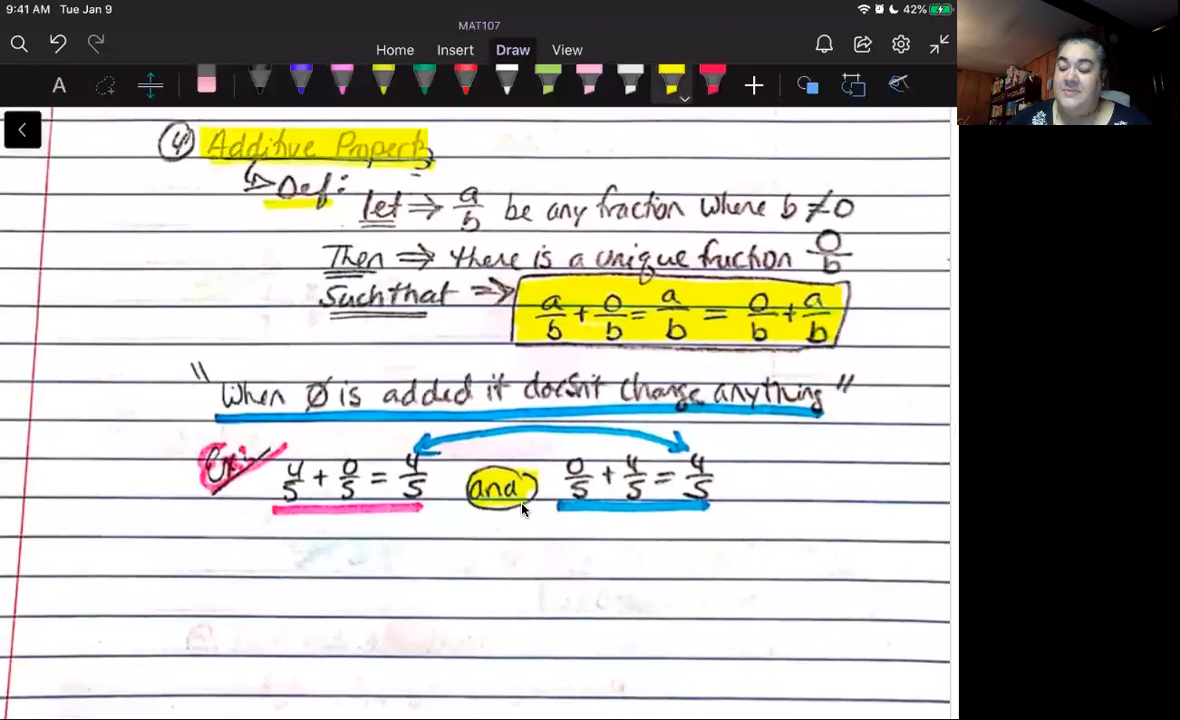 9:41 AM Tue Jan 9
42%
MAT107
Home Insert Draw View
A
④ Additive Property
↳ Def: Let ⇒ a/b be any fraction where b ≠ 0
Then ⇒ there is a unique fraction 0/b
Such that ⇒ a/b + 0/b = a/b = 0/b + a/b
"When Ø is added it doesn't change anything"
Ex: 4/5 + 0/5 = 4/5 and 0/5 + 4/5 = 4/5